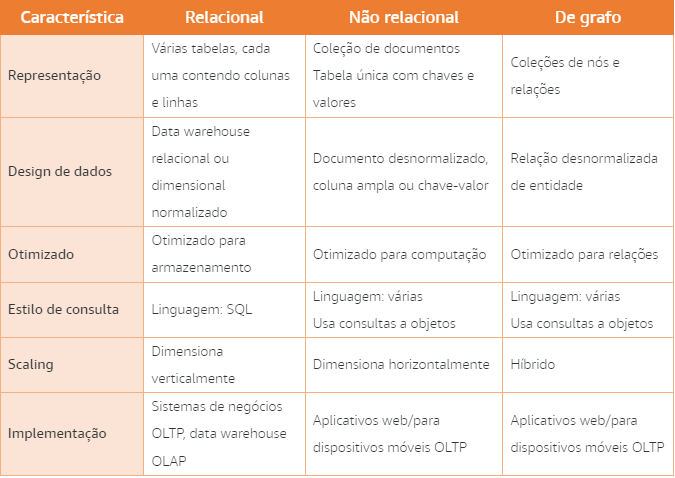 Característica Relacional Não relacional De grafo
Representação
Várias tabelas, cada
uma contendo colunas
e linhas
Coleção de documentos
Tabela única com chaves e
valores
Coleções de nós e
relações
Design de dados
Data warehouse
relacional ou
dimensional
normalizado
Documento desnormalizado,
coluna ampla ou chave-valor
Relação desnormalizada
de entidade
Otimizado
Otimizado para
armazenamento
Otimizado para computação
Otimizado para relações
Estilo de consulta
Linguagem: SQL
Linguagem: várias
Usa consultas a objetos
Linguagem: várias
Usa consultas a objetos
Scaling
Dimensiona
verticalmente
Dimensiona horizontalmente
Híbrido
Implementação
Sistemas de negócios
OLTP, data warehouse
OLAP
Aplicativos web/para
dispositivos móveis OLTP
Aplicativos web/para
dispositivos móveis OLTP